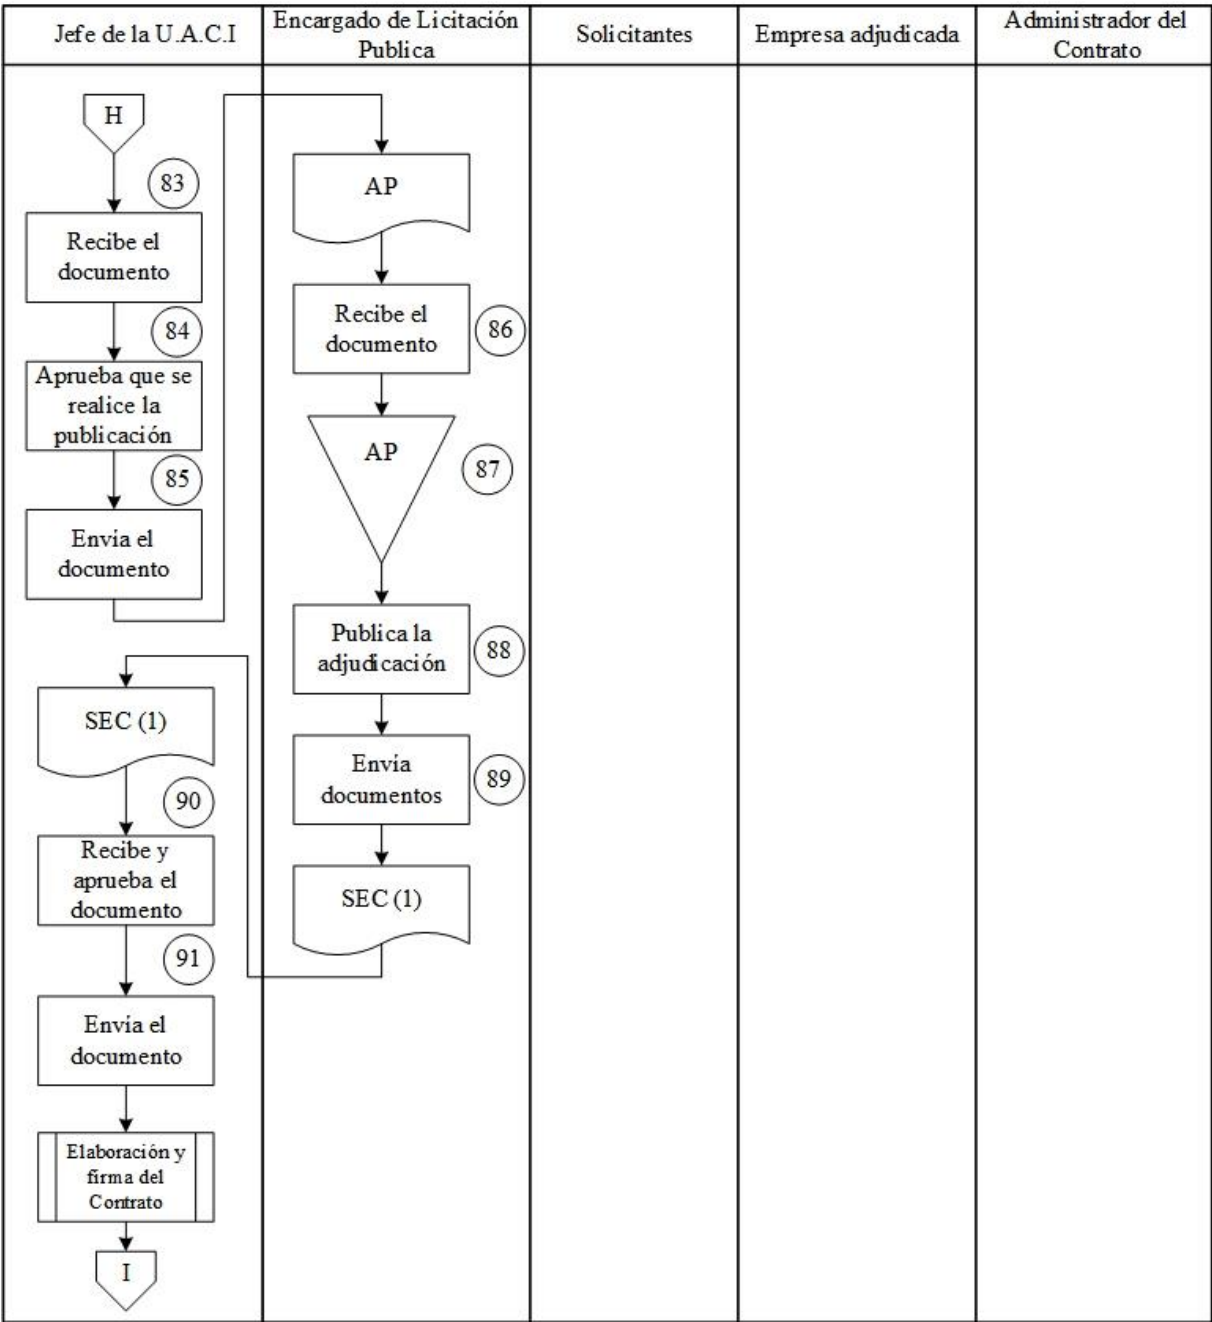 Jefe de la U.A.C.I
Encargado de Licitación
Publica
Solicitantes
Empresa adjudicada
Administrador del
Contrato
H
83
Recibe el
documento
84
Aprueba que se
realice la
publicación
85
Envia el
documento
AP
Recibe el
documento
86
AP
87
Publica la
adjudicación
88
Envia
documentos
89
SEC (1)
SEC (1)
90
Recibe y
aprueba el
documento
91
Envía el
documento
Elaboración y
firma del
Contrato
I